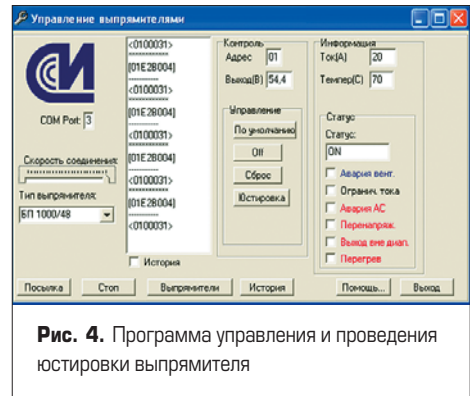 Управление выпрямителями
СИ
COM Port: 3
Скорость соединения:
Тип выпрямителя:
БП 1000/48
<0100031>
----------
[01E2B004]
----------
<0100031>
----------
[01E2B004]
----------
<0100031>
----------
[01E2B004]
----------
<0100031>
----------
[01E2B004]
----------
<0100031>
История
Контроль
Адрес 01
Выход(В) 54,4
Управление
По умолчанию
Off
Сброс
Юстировка
Информация
Ток(А) 20
Темпер(С) 70
Статус
Статус:
ON
Авария вент.
Огранич. тока
Авария АС
Перенапряж.
Выход вне диап.
Перегрев
Посылка Стоп Выпрямители История Помощь... Выход
Рис. 4. Программа управления и проведения
юстировки выпрямителя